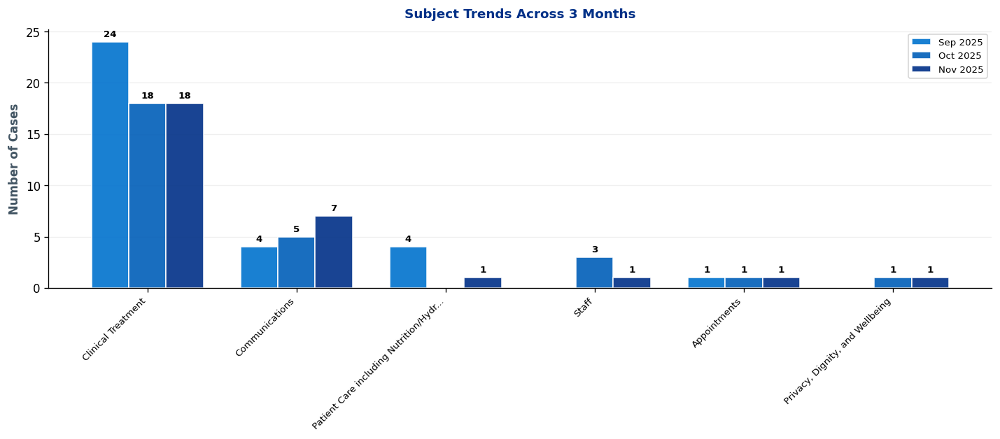 Subject Trends Across 3 Months
Number of Cases
25
20
15
10
5
0
Sep 2025
Oct 2025
Nov 2025
24
18
18
4
5
7
4
1
3
1
1
1
1
1
1
Clinical Treatment
Communications
Patient Care including Nutrition/Hydr...
Staff
Appointments
Privacy, Dignity, and Wellbeing